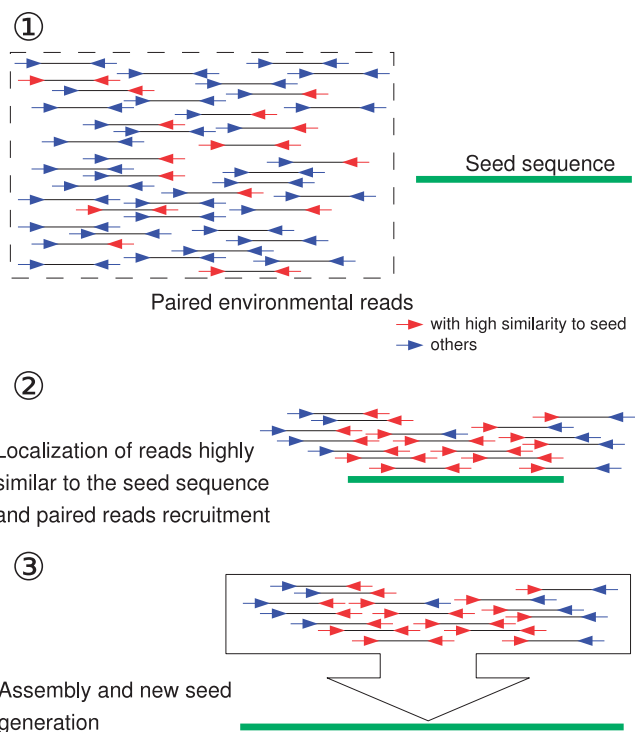 ①
Seed sequence
Paired environmental reads
with high similarity to seed
others
②
Localization of reads highly
similar to the seed sequence
and paired reads recruitment
③
Assembly and new seed
generation